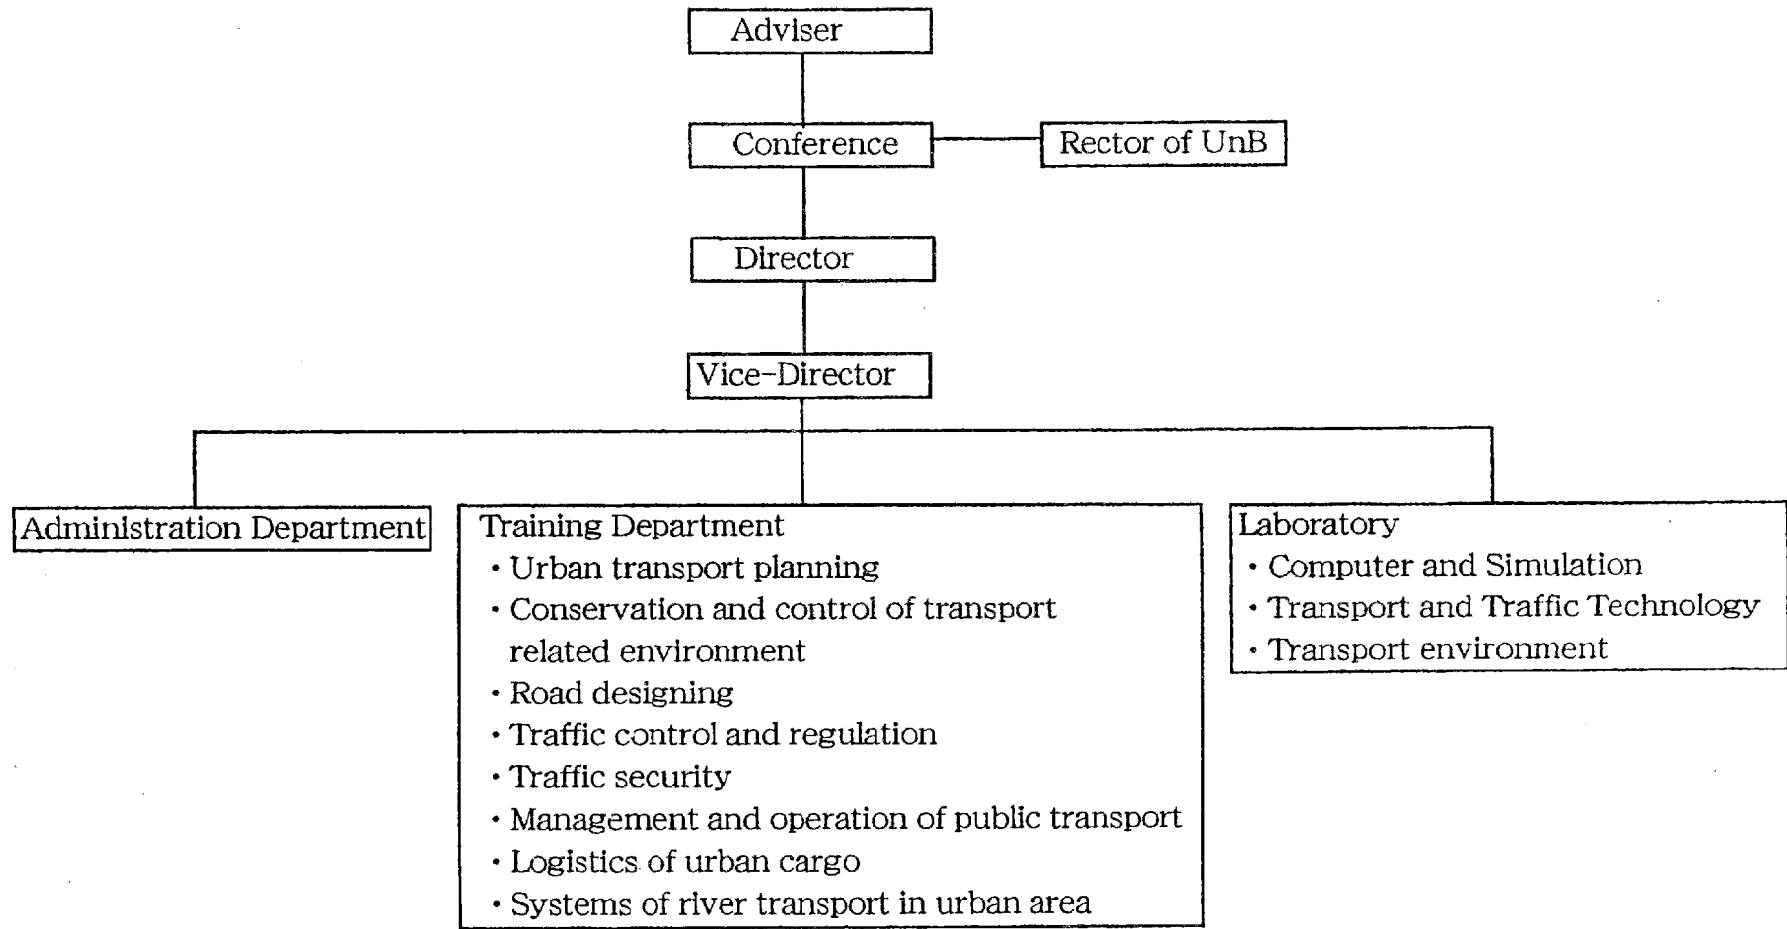 Adviser
Conference
Rector of UnB
Director
Vice-Director
Administration Department
Training Department
・Urban transport planning
・Conservation and control of transport
related environment
・Road designing
・Traffic control and regulation
・Traffic security
・Management and operation of public transport
・Logistics of urban cargo
・Systems of river transport in urban area
Laboratory
・Computer and Simulation
・Transport and Traffic Technology
・Transport environment